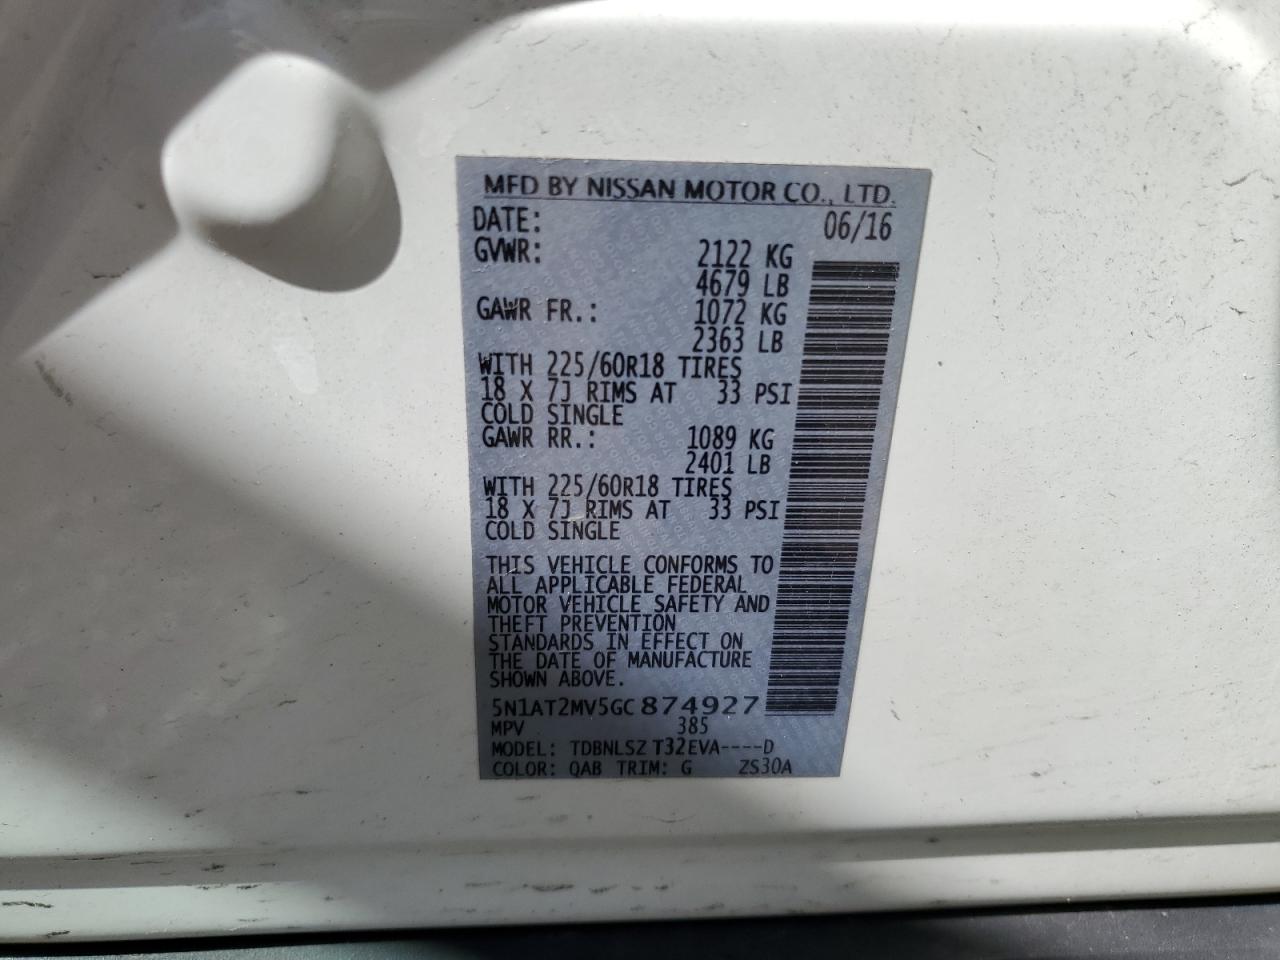 MFD BY NISSAN MOTOR CO., LTD.
DATE: 06/16
GVWR: 2122 KG
4679 LB
GAWR FR.: 1072 KG
2363 LB
WITH 225/60R18 TIRES
18 X 7J RIMS AT 33 PSI
COLD SINGLE
GAWR RR.: 1089 KG
2401 LB
WITH 225/60R18 TIRES
18 X 7J RIMS AT 33 PSI
COLD SINGLE
THIS VEHICLE CONFORMS TO
ALL APPLICABLE FEDERAL
MOTOR VEHICLE SAFETY AND
THEFT PREVENTION
STANDARDS IN EFFECT ON
THE DATE OF MANUFACTURE
SHOWN ABOVE.
5N1AT2MV5GC874927
MPV 385
MODEL: TDBNLSZ T32EVA----D
COLOR: QAB TRIM: G ZS30A